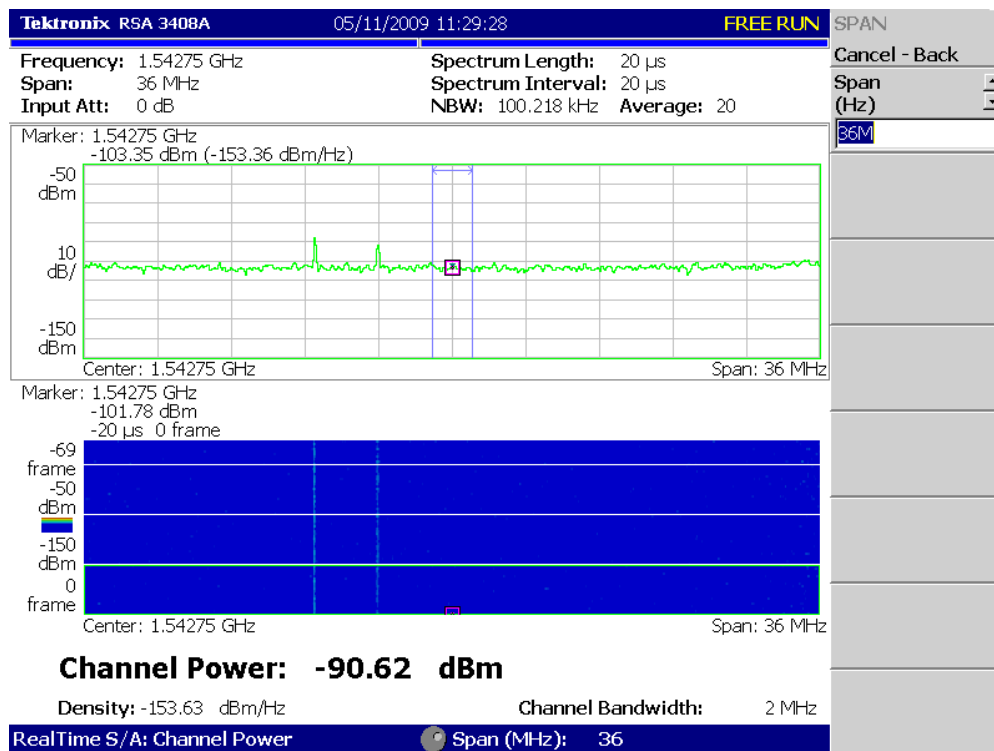 Tektronix RSA 3408A 05/11/2009 11:29:28 FREE RUN
SPAN
Cancel - Back
Span
(Hz)
36M
Frequency: 1.54275 GHz Spectrum Length: 20 µs
Span: 36 MHz Spectrum Interval: 20 µs
Input Att: 0 dB NBW: 100.218 kHz Average: 20
Marker: 1.54275 GHz
-103.35 dBm (-153.36 dBm/Hz)
-50
dBm
10
dB/
-150
dBm
Center: 1.54275 GHz Span: 36 MHz
Marker: 1.54275 GHz
-101.78 dBm
-20 µs 0 frame
-69
frame
-50
dBm
-150
dBm
0
frame
Center: 1.54275 GHz Span: 36 MHz
Channel Power: -90.62 dBm
Density: -153.63 dBm/Hz Channel Bandwidth: 2 MHz
RealTime S/A: Channel Power Span (MHz): 36